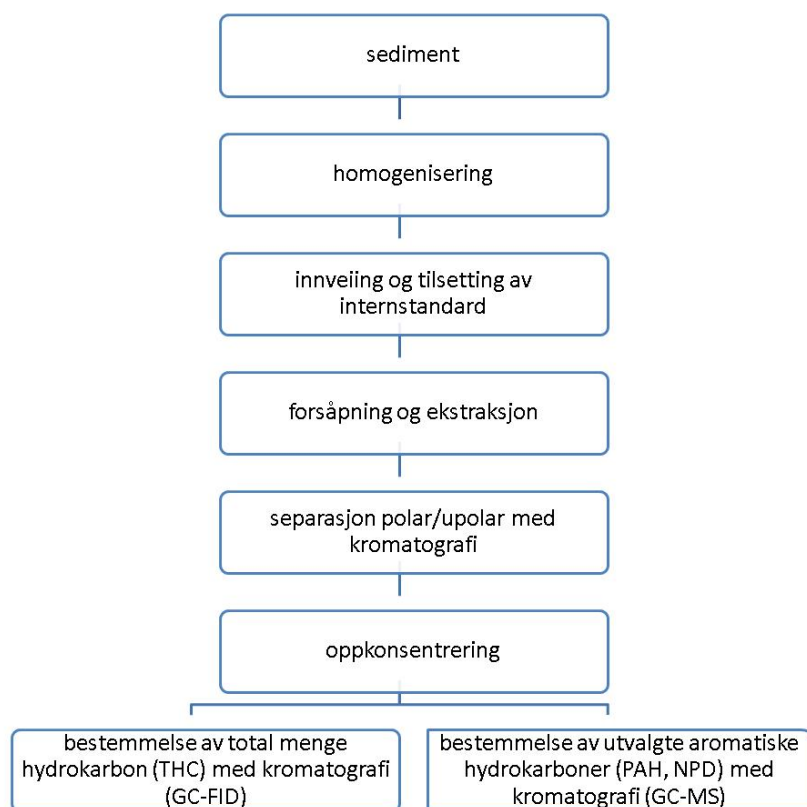 sediment
homogenisering
innveiing og tilsetting av
internstandard
forsåpning og ekstraksjon
separasjon polar/upolar med
kromatografi
oppkonsentrering
bestemmelse av total menge
hydrokarbon (THC) med kromatografi
(GC-FID)
bestemmelse av utvalgte aromatiske
hydrokarboner (PAH, NPD) med
kromatografi (GC-MS)